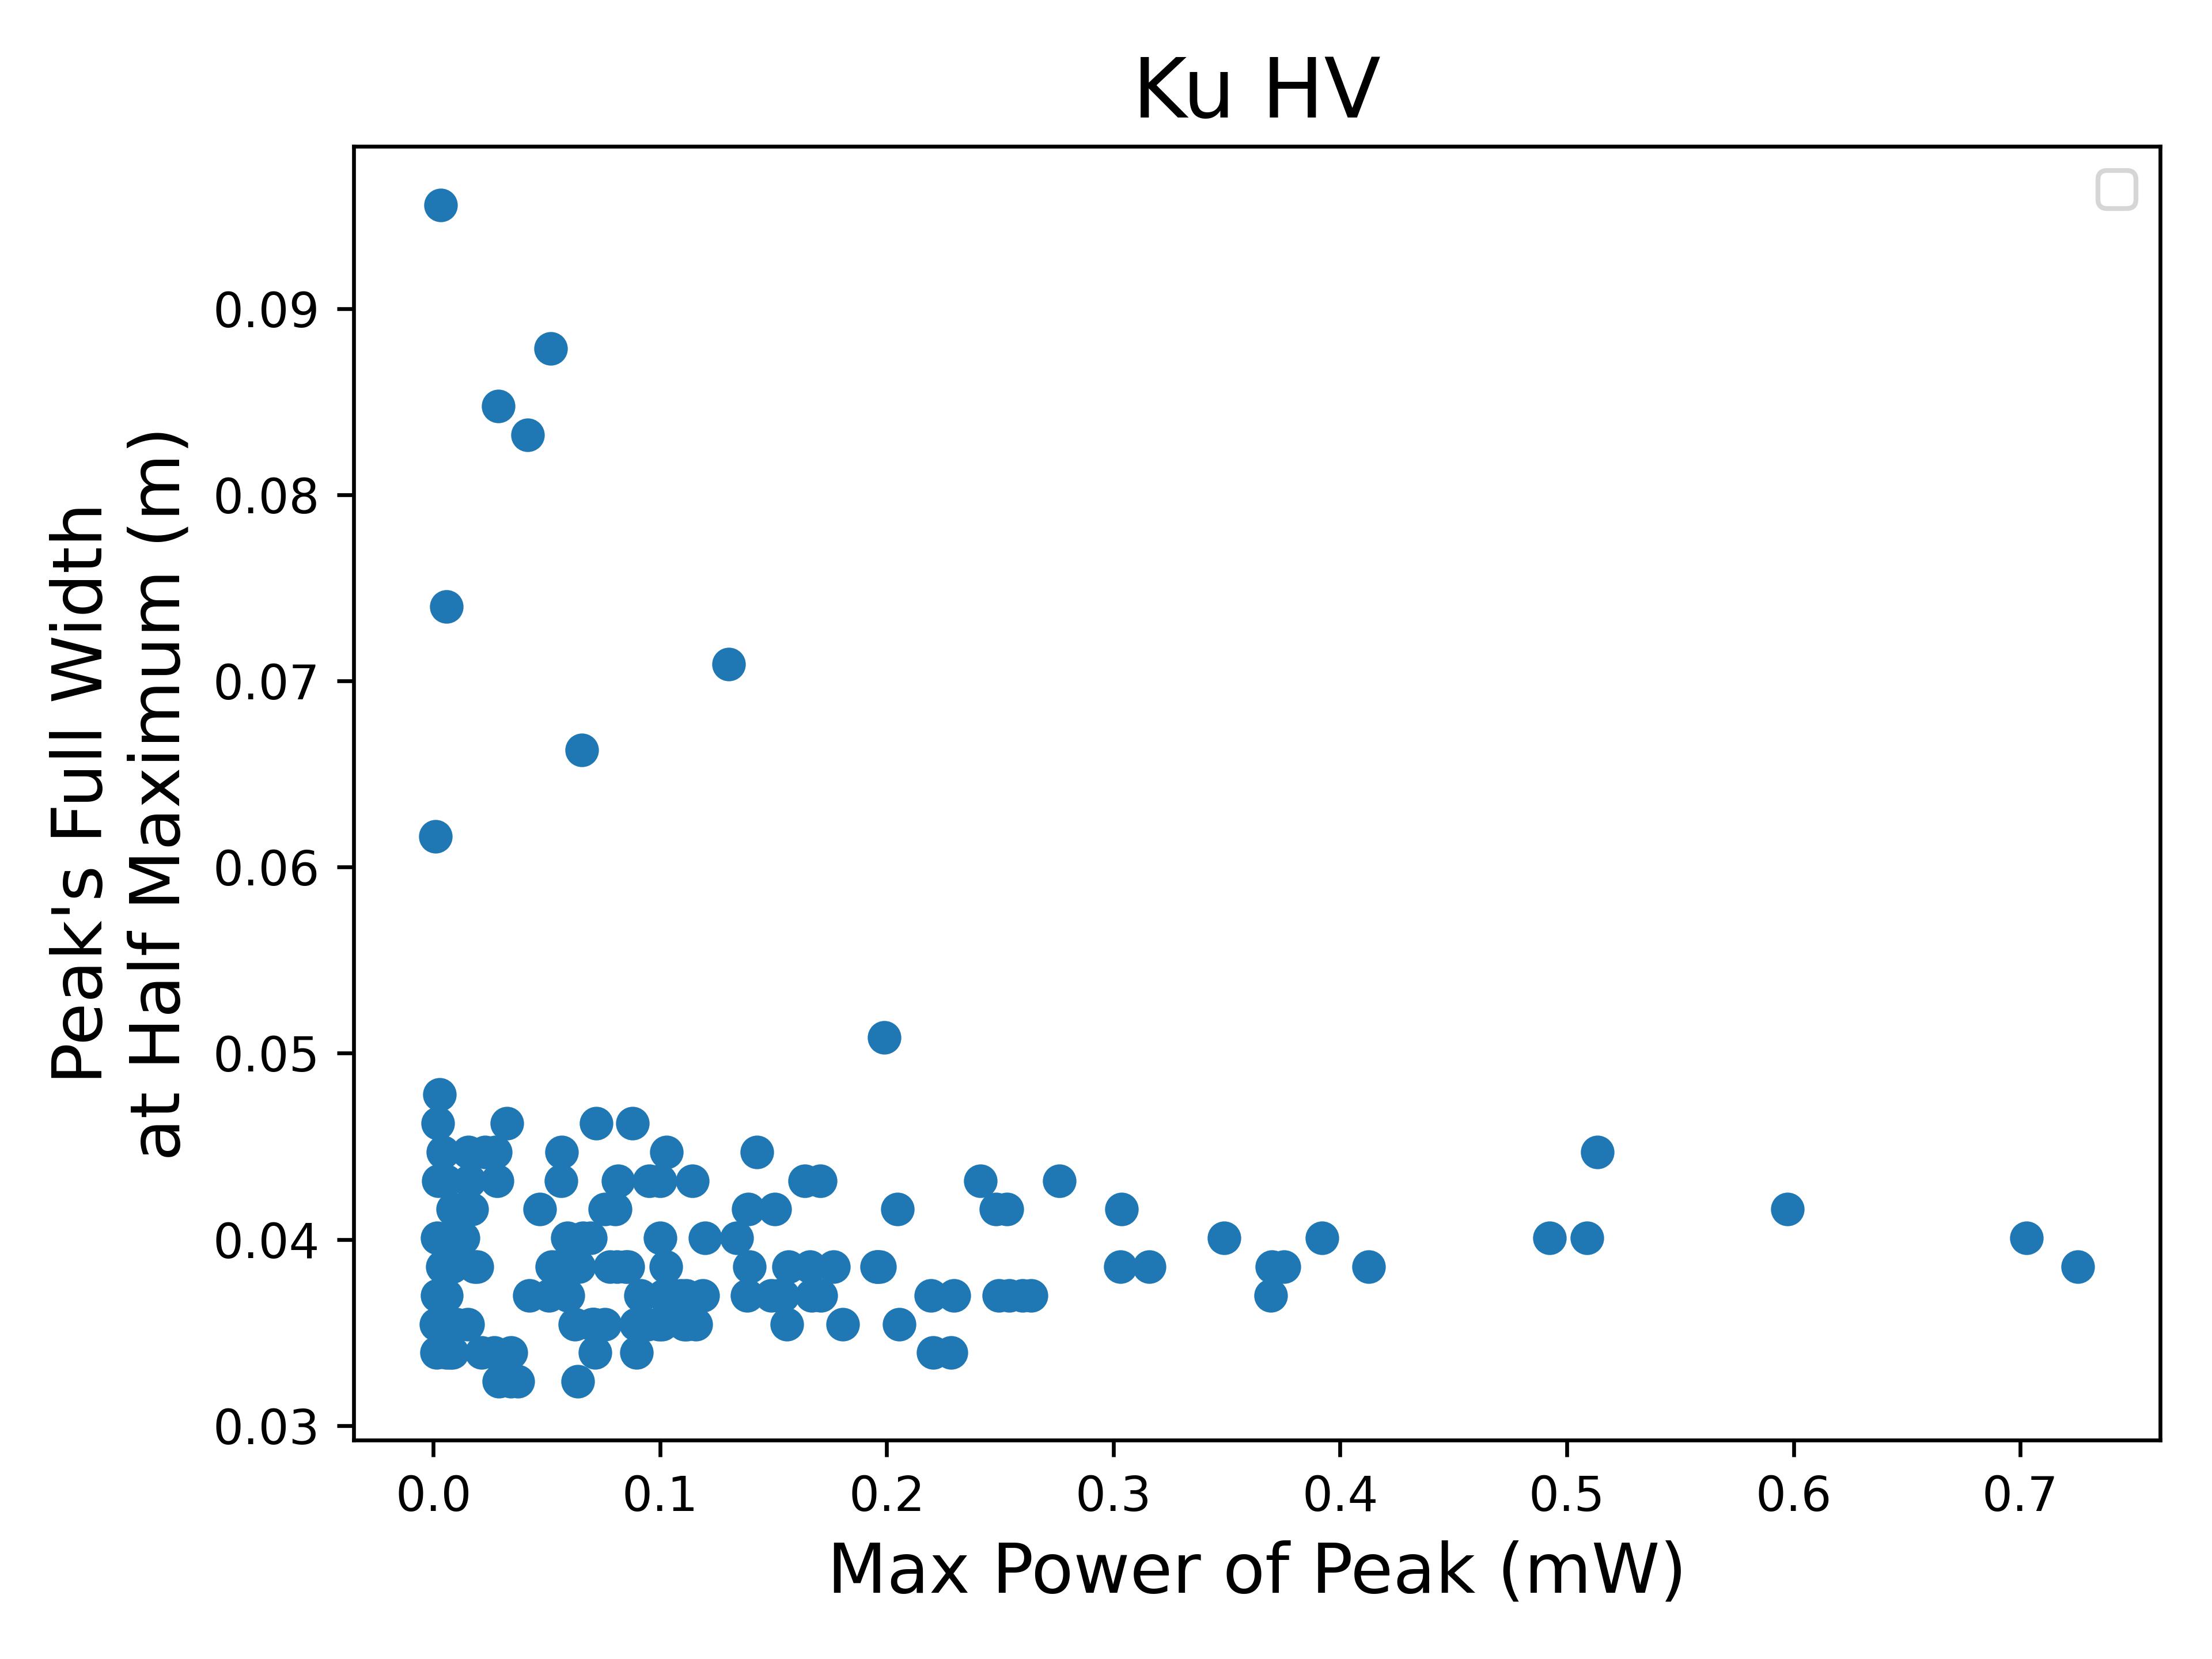 Ku HV
0.09
0.08
0.07
0.06
0.05
0.04
0.03
Peak's Full Width
at Half Maximum (m)
0.0 0.1 0.2 0.3 0.4 0.5 0.6 0.7
Max Power of Peak (mW)